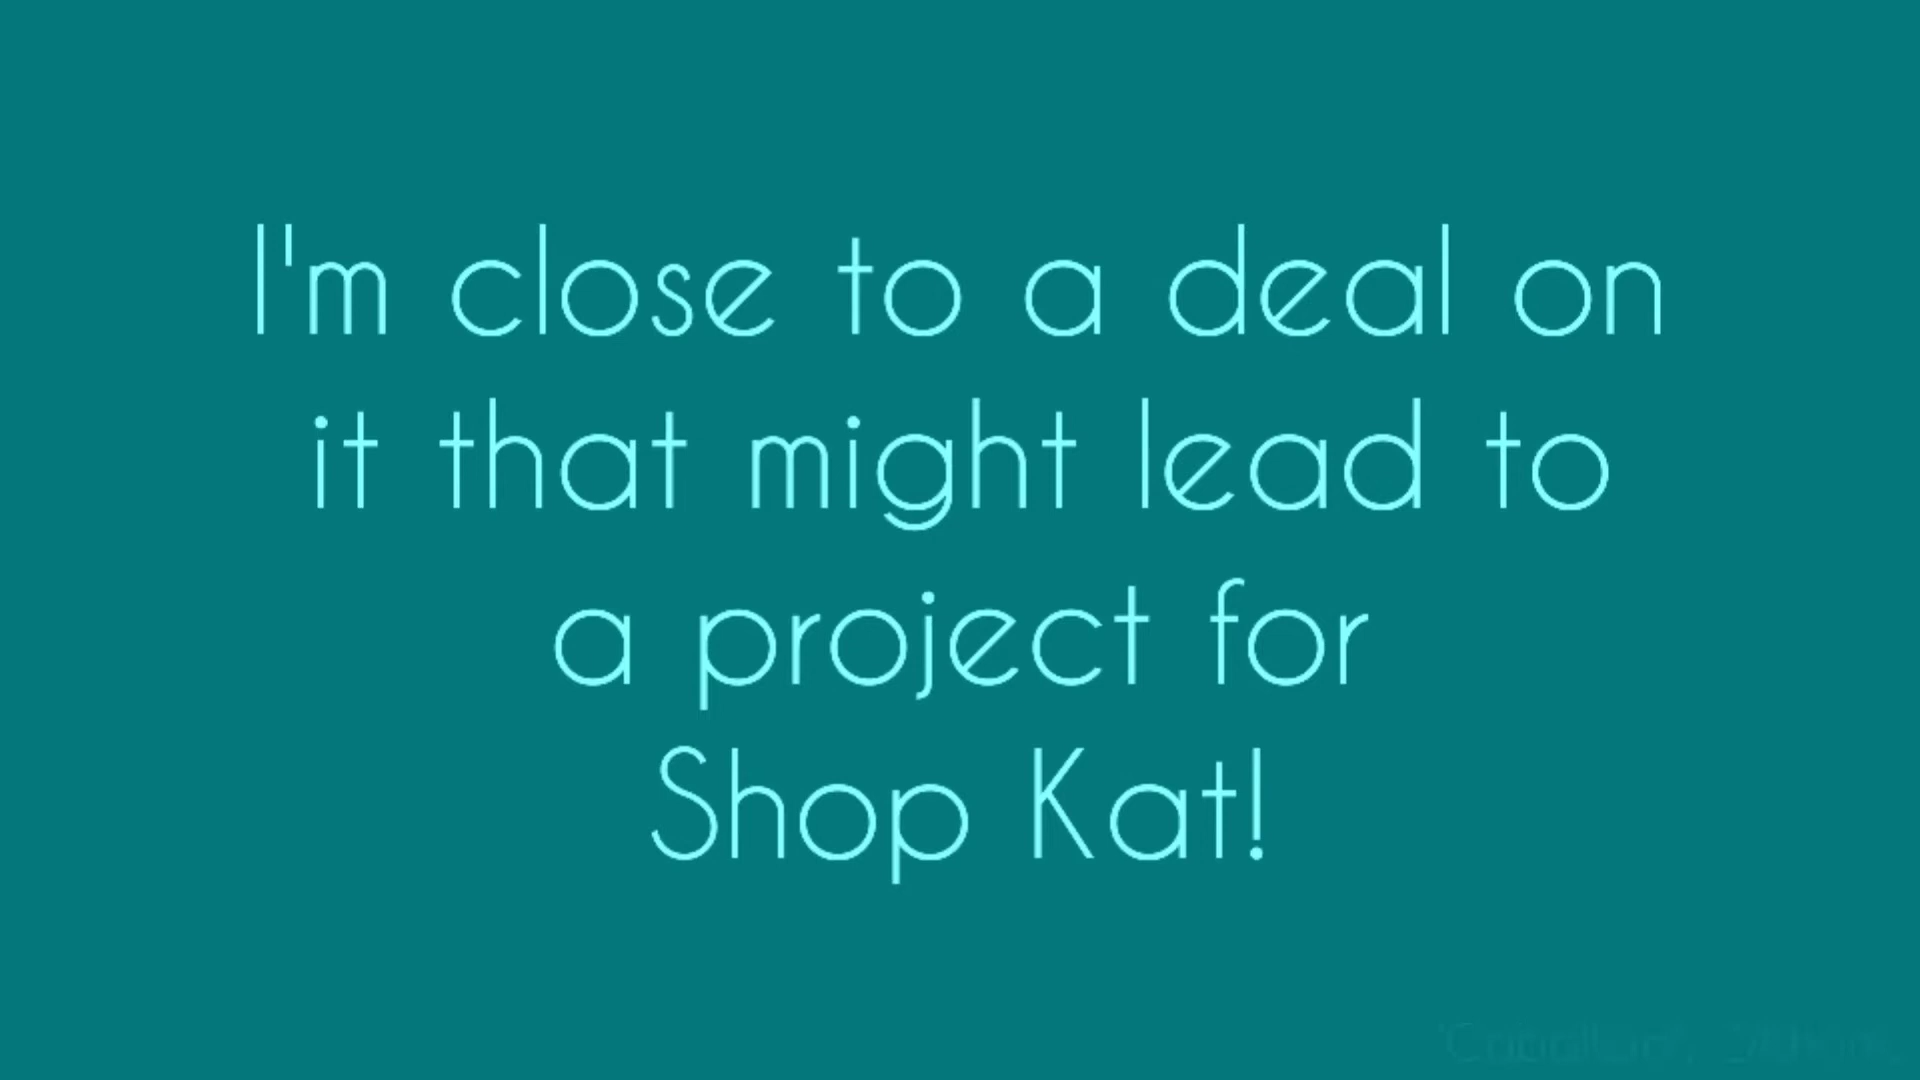 I'm close to a deal on
it that might lead to
a project for
Shop Kat!